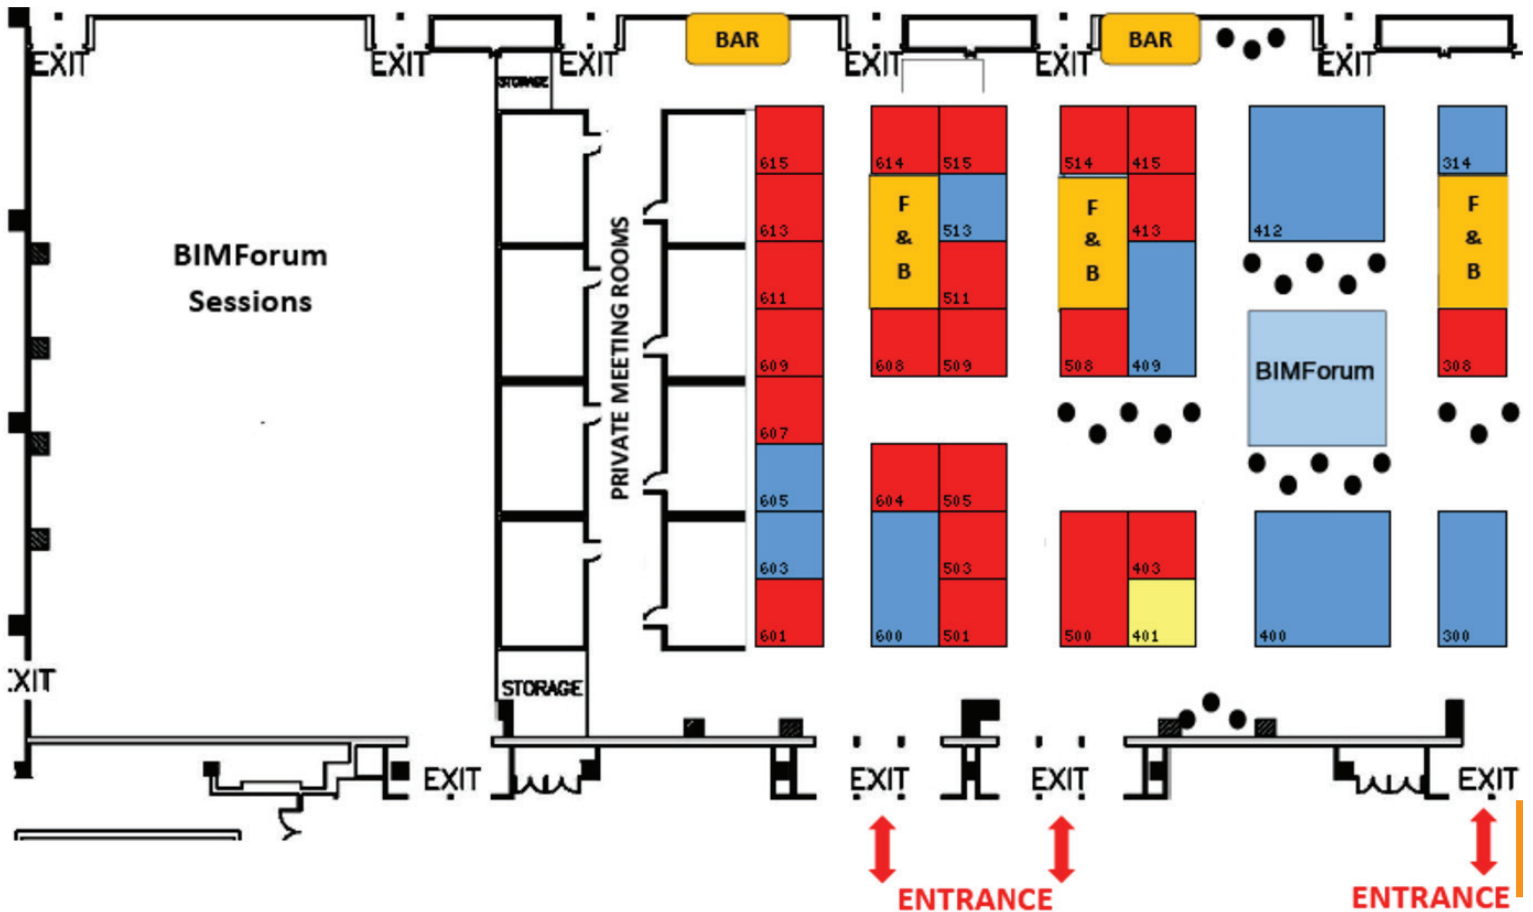 BAR
BAR
EXIT
EXIT
EXIT
EXIT
EXIT
EXIT
STORAGE
615
614
515
514
415
412
314
613
F
&
B
513
F
&
B
413
F
&
B
BIMForum
Sessions
PRIVATE MEETING ROOMS
611
511
609
608
509
508
409
BIMForum
308
607
605
604
505
603
503
403
601
600
501
500
401
400
300
EXIT
STORAGE
EXIT
EXIT
EXIT
EXIT
ENTRANCE
ENTRANCE